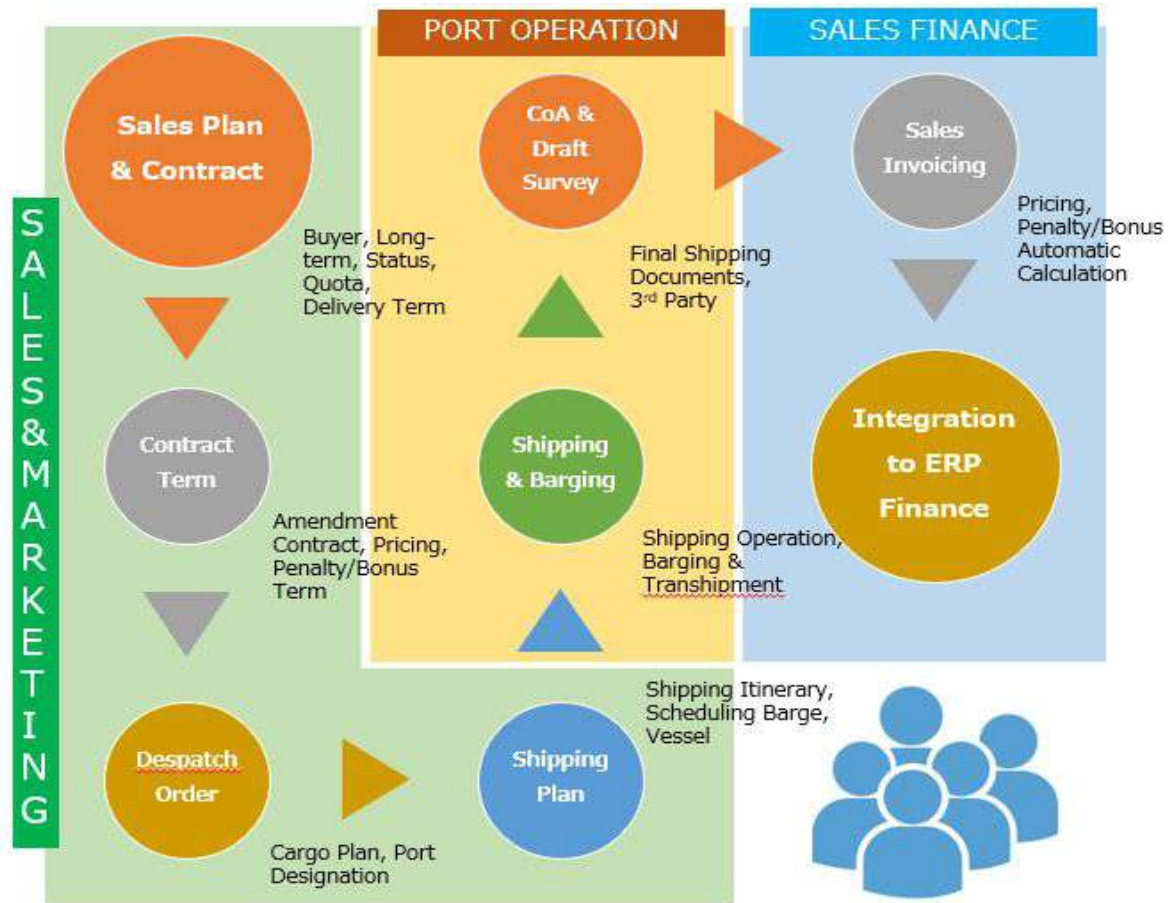 PORT OPERATION
SALES FINANCE
SALES&MARKETING
Sales Plan
& Contract
Buyer, Long-
term, Status,
Quota,
Delivery Term
Contract
Term
Amendment
Contract, Pricing,
Penalty/Bonus
Term
Despatch
Order
Cargo Plan, Port
Designation
Shipping
Plan
Shipping Itinerary,
Scheduling Barge,
Vessel
Shipping
& Barging
Shipping Operation,
Barging &
Transhipment
CoA &
Draft
Survey
Final Shipping
Documents,
3rd Party
Sales
Invoicing
Pricing,
Penalty/Bonus
Automatic
Calculation
Integration
to ERP
Finance